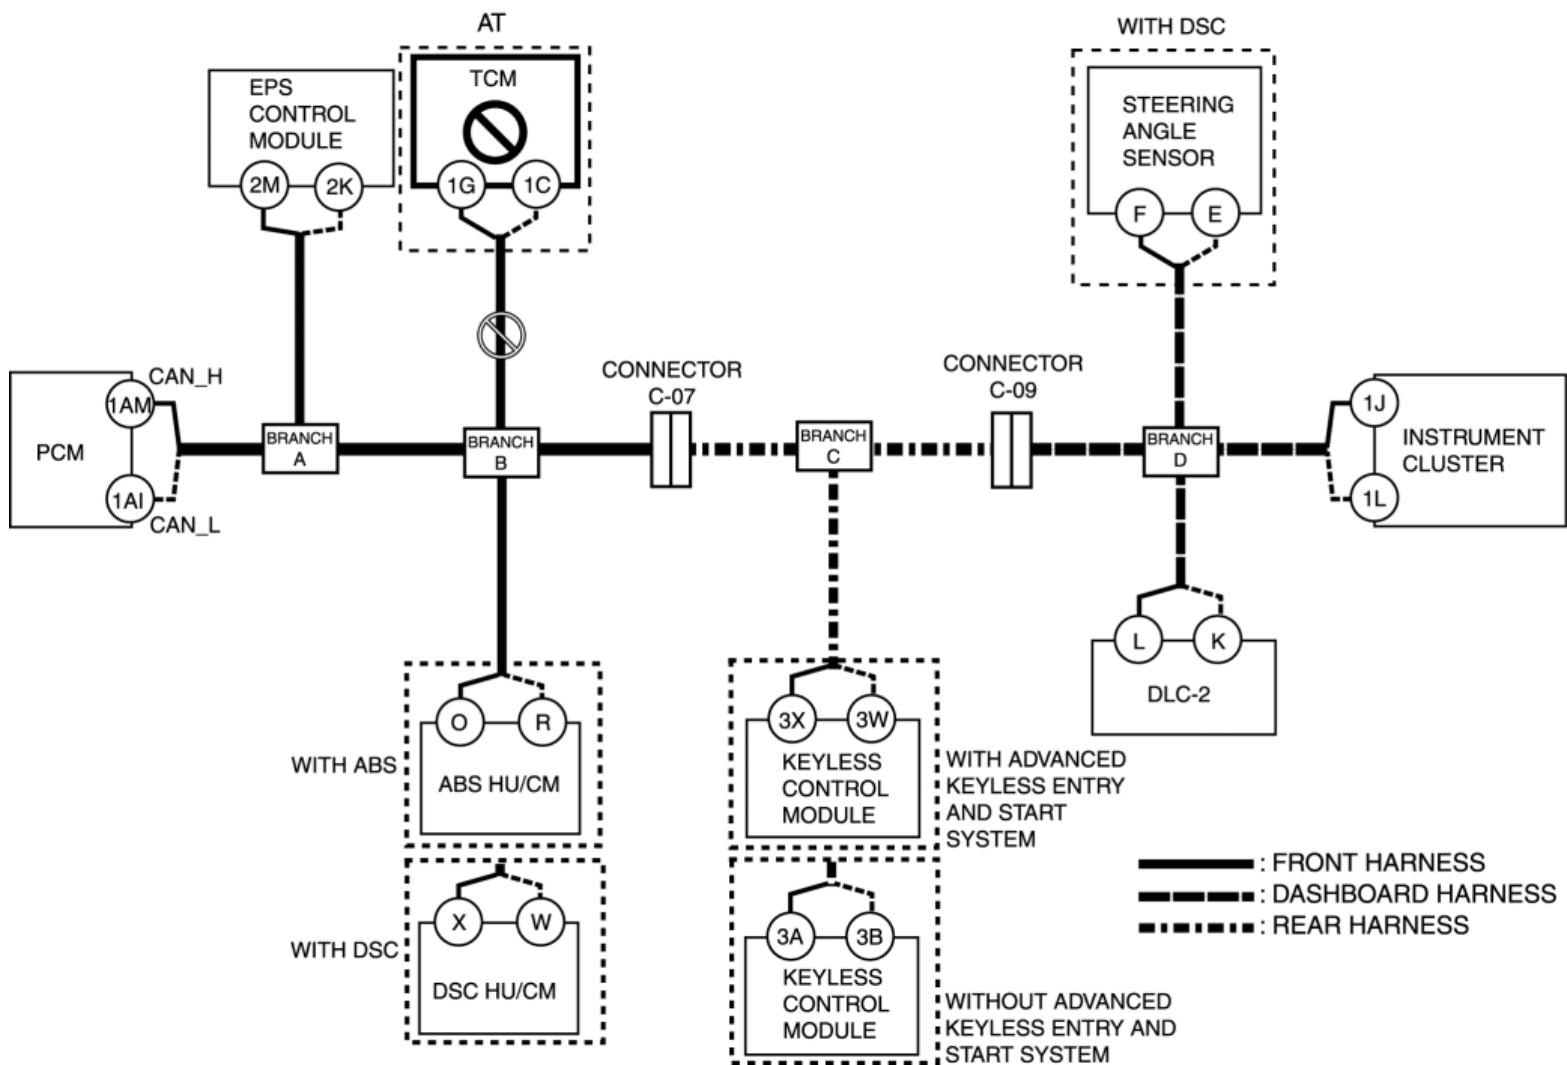 AT
WITH DSC
EPS
CONTROL
MODULE
2M
2K
TCM
1G
1C
STEERING
ANGLE
SENSOR
F
E
PCM
1AM
CAN_H
1AI
CAN_L
BRANCH
A
BRANCH
B
CONNECTOR
C-07
BRANCH
C
CONNECTOR
C-09
BRANCH
D
1J
1L
INSTRUMENT
CLUSTER
L
K
DLC-2
WITH ABS
O
R
ABS HU/CM
3X
3W
KEYLESS
CONTROL
MODULE
WITH ADVANCED
KEYLESS ENTRY
AND START
SYSTEM
WITH DSC
X
W
DSC HU/CM
3A
3B
KEYLESS
CONTROL
MODULE
WITHOUT ADVANCED
KEYLESS ENTRY AND
START SYSTEM
: FRONT HARNESS
: DASHBOARD HARNESS
: REAR HARNESS